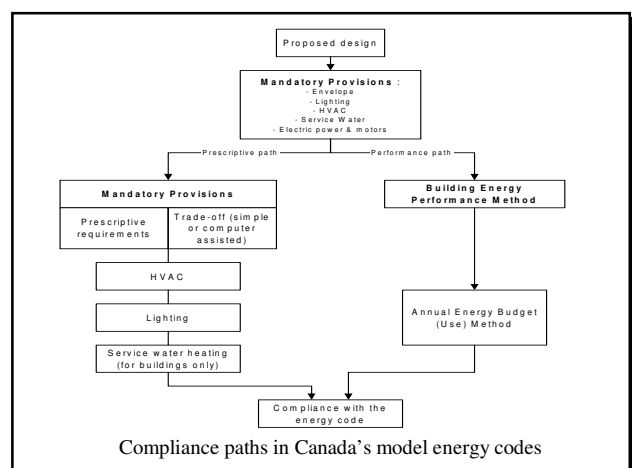 Proposed design
Mandatory Provisions :
- Envelope
- Lighting
- HVAC
- Service Water
- Electric power & motors
Prescriptive path
Performance path
Mandatory Provisions
Prescriptive
requirements
Trade-off (simple
or computer
assisted)
Building Energy
Performance Method
HVAC
Lighting
Annual Energy Budget
(Use) Method
Service water heating
(for buildings only)
Compliance with the
energy code
Compliance paths in Canada's model energy codes